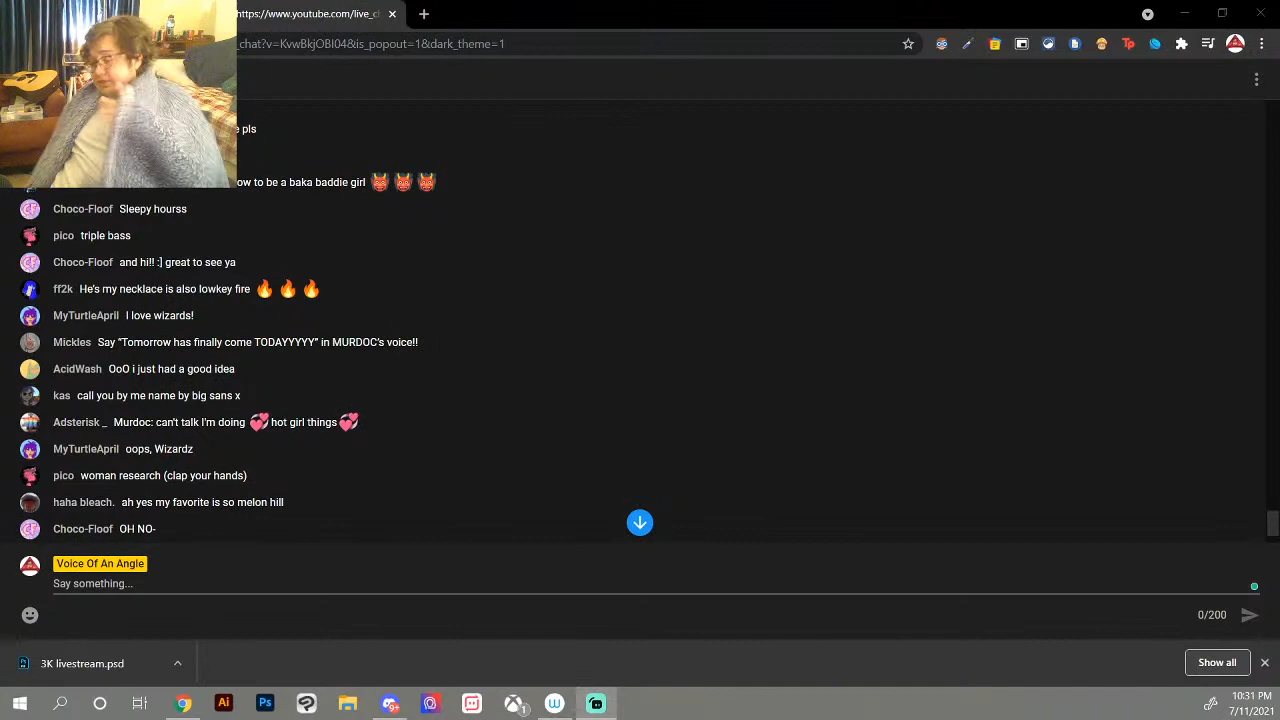 https://www.youtube.com/live_c
_chat?v=KvwBkjOBI04&is_popout=1&dark_theme=1
pls
ow to be a baka baddie girl 👹 👹 👹
Choco-Floof Sleepy hourss
pico triple bass
Choco-Floof and hi!! :] great to see ya
ff2k He's my necklace is also lowkey fire 🔥 🔥 🔥
MyTurtleApril I love wizards!
Mickles Say “Tomorrow has finally come TODAYYYYY” in MURDOC's voice!!
AcidWash OoO i just had a good idea
kas call you by me name by big sans x
Adsterisk _ Murdoc: can't talk I'm doing 💞 hot girl things 💞
MyTurtleApril oops, Wizardz
pico woman research (clap your hands)
haha bleach. ah yes my favorite is so melon hill
Choco-Floof OH NO-
Voice Of An Angle
Say something...
0/200
3K livestream.psd
Show all
Ai
Ps
10:31 PM
7/11/2021